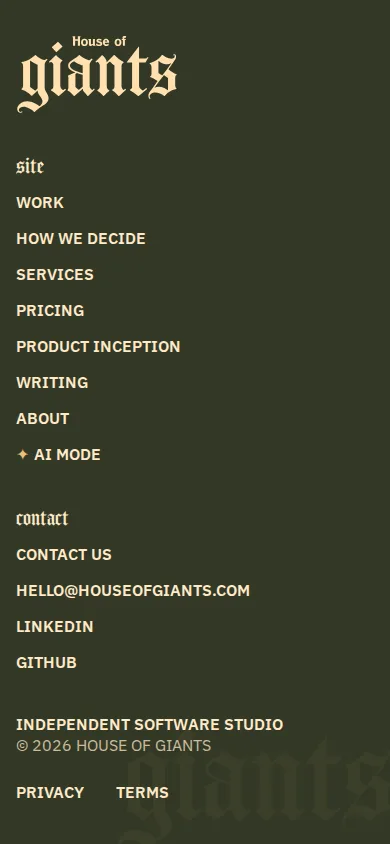 House of
giants
site
WORK
HOW WE DECIDE
SERVICES
PRICING
PRODUCT INCEPTION
WRITING
ABOUT
✦ AI MODE
contact
CONTACT US
HELLO@HOUSEOFGIANTS.COM
LINKEDIN
GITHUB
INDEPENDENT SOFTWARE STUDIO
© 2026 HOUSE OF GIANTS
giants
PRIVACY TERMS